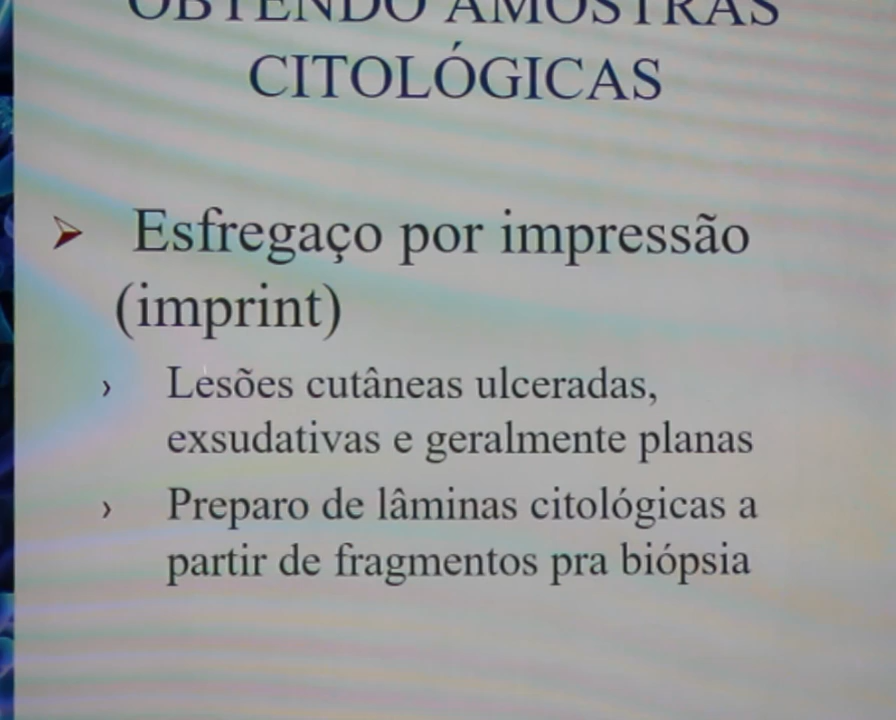 OBTENDO AMOSTRAS
CITOLÓGICAS
Esfregaço por impressão
(imprint)
Lesões cutâneas ulceradas,
exsudativas e geralmente planas
Preparo de lâminas citológicas a
partir de fragmentos pra biópsia